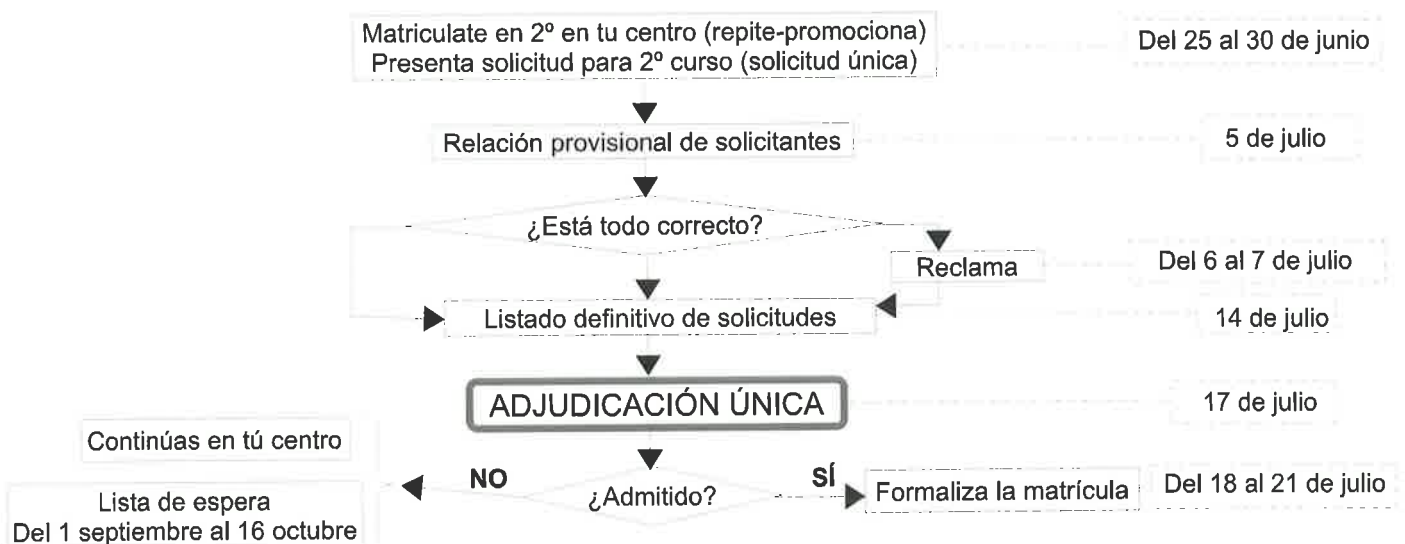 Matriculate en 2º en tu centro (repite-promociona)
Presenta solicitud para 2º curso (solicitud única)
Del 25 al 30 de junio
Relación provisional de solicitantes
5 de julio
¿Está todo correcto?
Reclama
Del 6 al 7 de julio
Listado definitivo de solicitudes
14 de julio
ADJUDICACIÓN ÚNICA
17 de julio
Continúas en tú centro
NO
¿Admitido?
SÍ
Formaliza la matrícula
Del 18 al 21 de julio
Lista de espera
Del 1 septiembre al 16 octubre